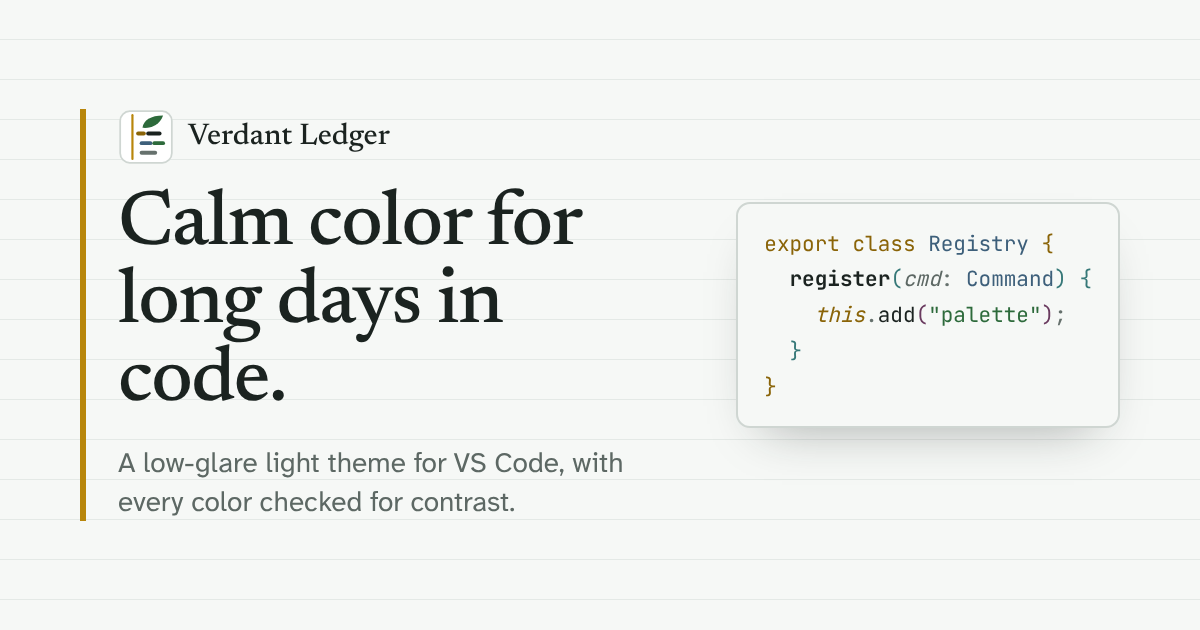 Verdant Ledger
Calm color for
long days in
code.
A low-glare light theme for VS Code, with
every color checked for contrast.
export class Registry {
  register(cmd: Command) {
    this.add("palette");
  }
}